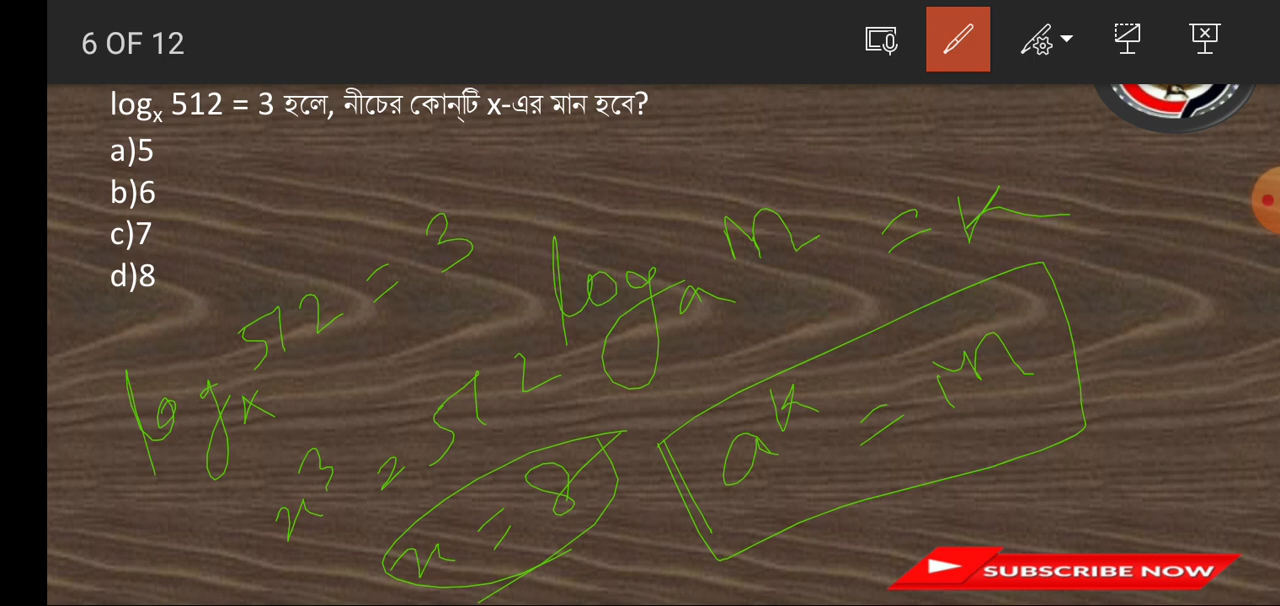 6 OF 12
logₓ 512 = 3 হলে, নীচের কোন্‌টি x-এর মান হবে?
a)5
b)6
c)7
d)8
logₓ 512 = 3
x³ = 512
x = 8
logₐ m = k
aᵏ = m
SUBSCRIBE NOW